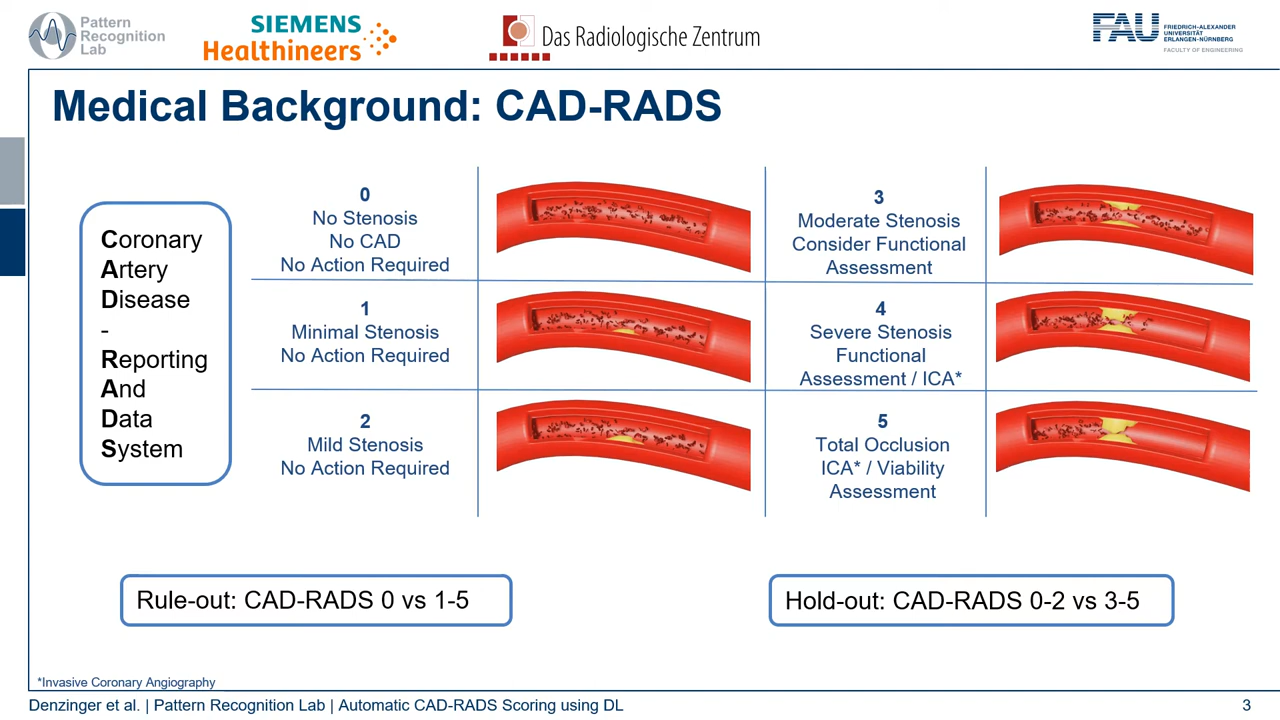 Pattern
Recognition
Lab
SIEMENS
Healthineers
Das Radiologische Zentrum
FAU
FRIEDRICH-ALEXANDER
UNIVERSITÄT
ERLANGEN-NÜRNBERG
FACULTY OF ENGINEERING
Medical Background: CAD-RADS
Coronary
Artery
Disease
-
Reporting
And
Data
System
0
No Stenosis
No CAD
No Action Required
1
Minimal Stenosis
No Action Required
2
Mild Stenosis
No Action Required
3
Moderate Stenosis
Consider Functional
Assessment
4
Severe Stenosis
Functional
Assessment / ICA*
5
Total Occlusion
ICA* / Viability
Assessment
Rule-out: CAD-RADS 0 vs 1-5
Hold-out: CAD-RADS 0-2 vs 3-5
*Invasive Coronary Angiography
Denzinger et al. | Pattern Recognition Lab | Automatic CAD-RADS Scoring using DL
3